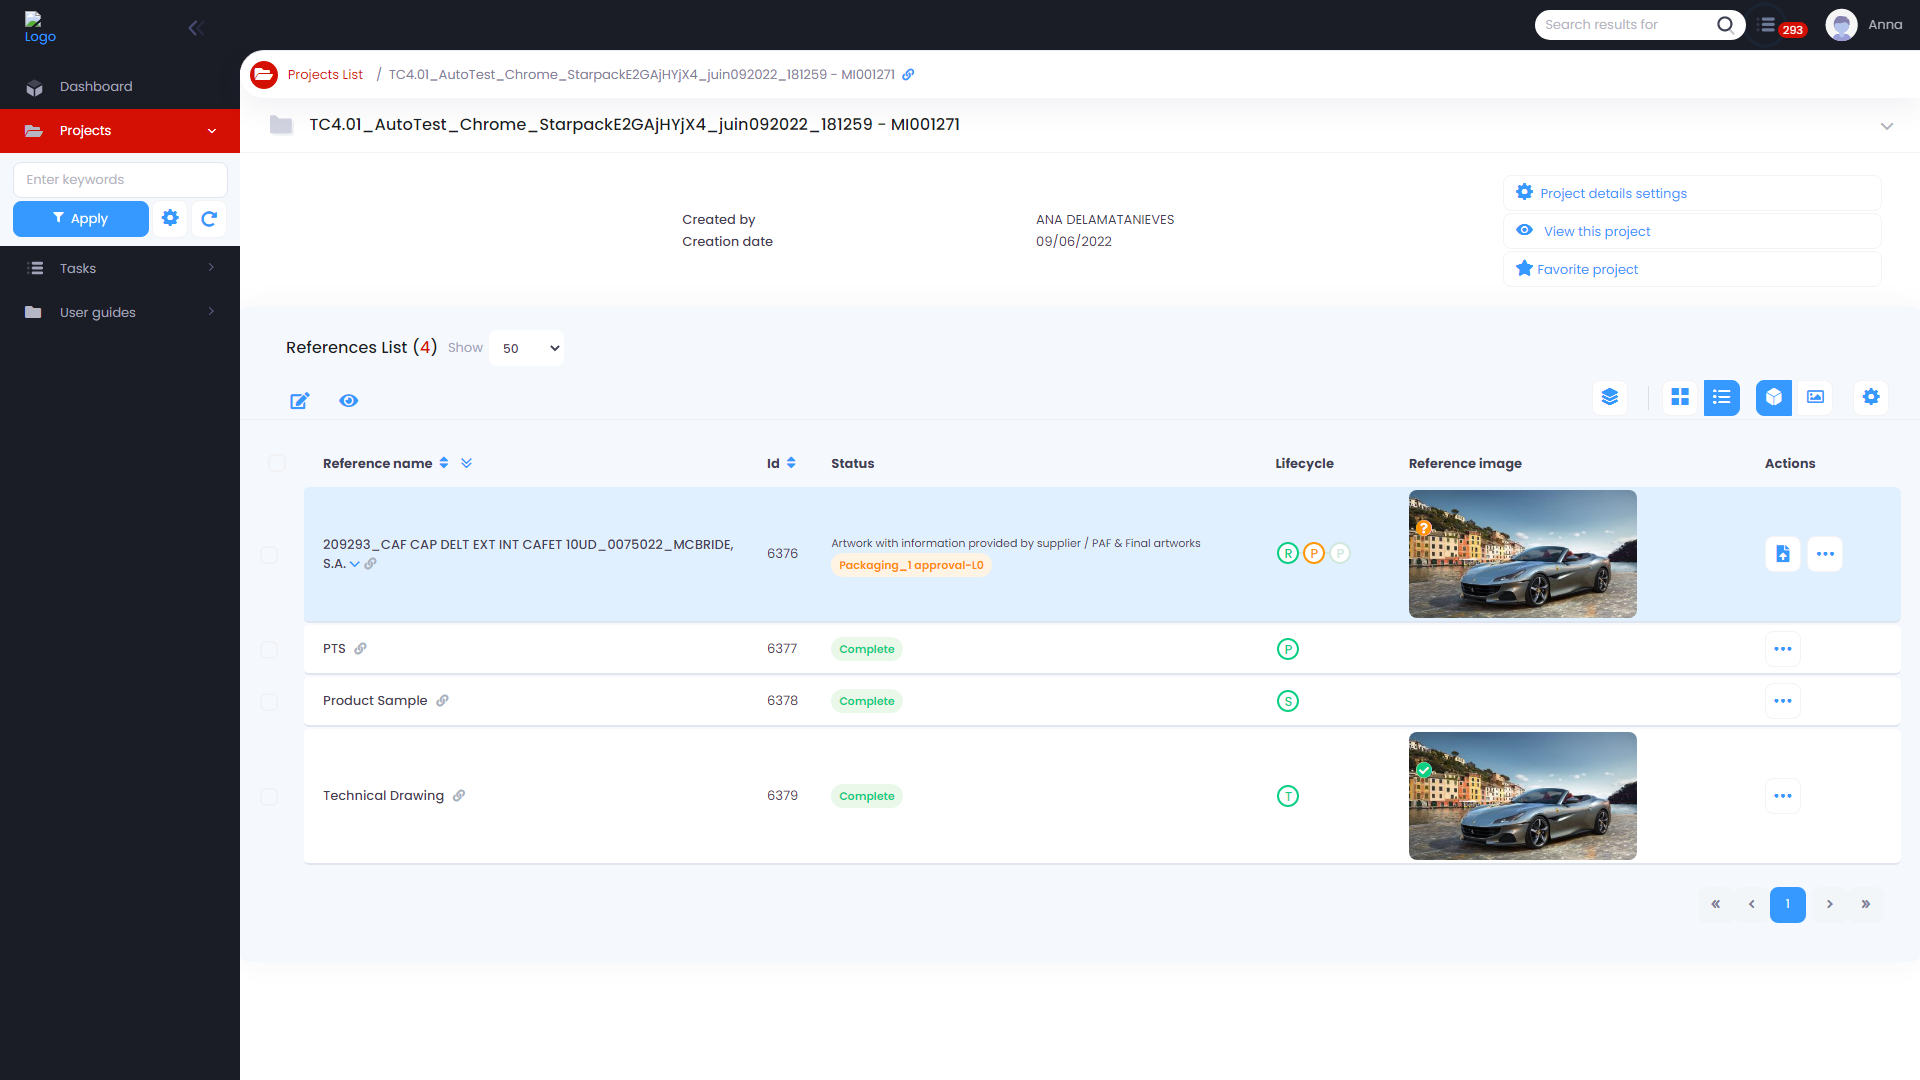 Logo
Search results for
293
Anna
Dashboard
Projects
Enter keywords
Apply
Tasks
User guides
Projects List / TC4.01_AutoTest_Chrome_StarpackE2GAjHYjX4_juin092022_181259 - MI001271
TC4.01_AutoTest_Chrome_StarpackE2GAjHYjX4_juin092022_181259 - MI001271
Created by ANA DELAMATANIEVES
Creation date 09/06/2022
Project details settings
View this project
Favorite project
References List (4) Show 50
Reference name Id Status Lifecycle Reference image Actions
209293_CAF CAP DELT EXT INT CAFET 10UD_0075022_MCBRIDE,
S.A.
6376
Artwork with information provided by supplier / PAF & Final artworks
Packaging_1 approval-L0
R P P
?
PTS 6377 Complete P
Product Sample 6378 Complete S
Technical Drawing 6379 Complete T
« ‹ 1 › »